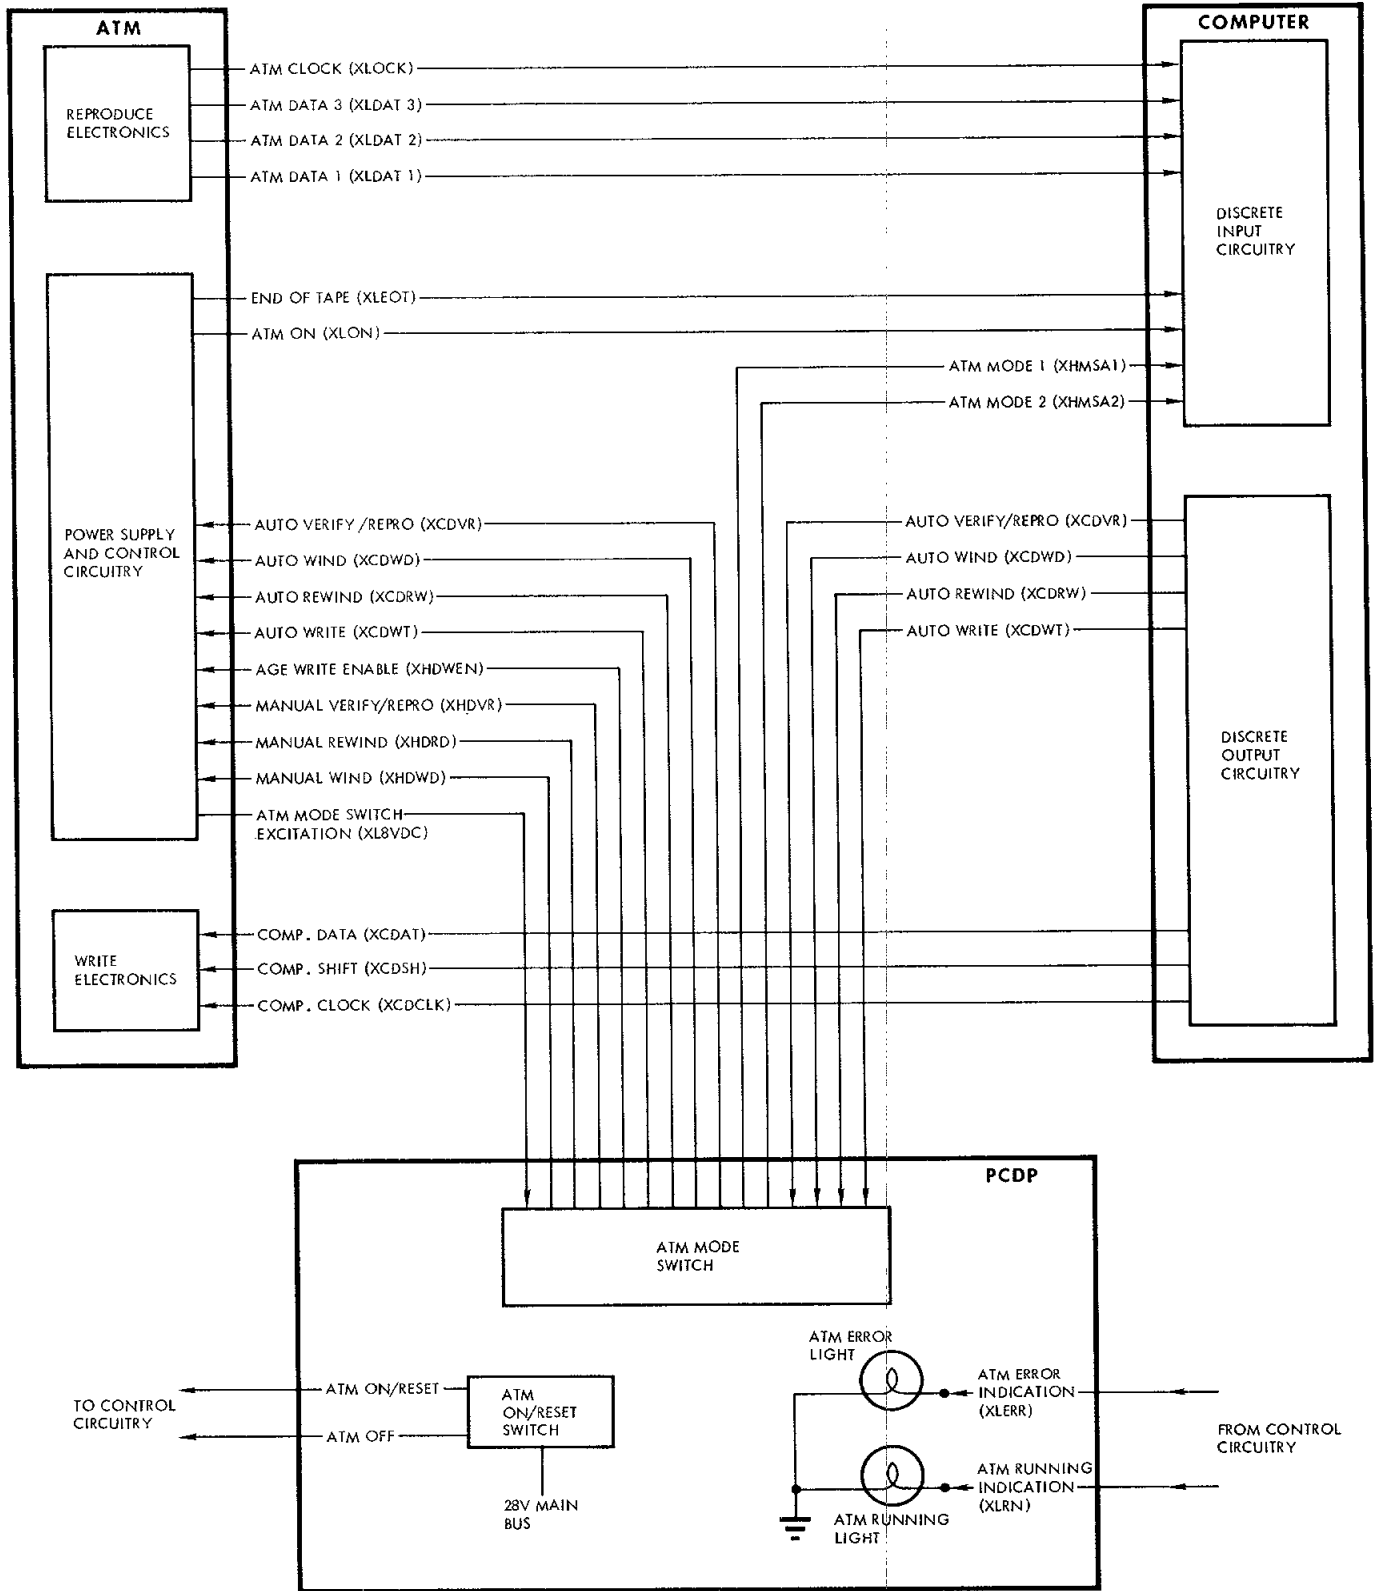 ATM
COMPUTER
REPRODUCE
ELECTRONICS
ATM CLOCK (XLOCK)
ATM DATA 3 (XLDAT 3)
ATM DATA 2 (XLDAT 2)
ATM DATA 1 (XLDAT 1)
DISCRETE
INPUT
CIRCUITRY
END OF TAPE (XLEOT)
ATM ON (XLON)
ATM MODE 1 (XHMSA1)
ATM MODE 2 (XHMSA2)
POWER SUPPLY
AND CONTROL
CIRCUITRY
AUTO VERIFY/REPRO (XCDVR)
AUTO WIND (XCDWD)
AUTO REWIND (XCDRW)
AUTO WRITE (XCDWT)
AGE WRITE ENABLE (XHDWEN)
MANUAL VERIFY/REPRO (XHDVR)
MANUAL REWIND (XHDRD)
MANUAL WIND (XHDWD)
ATM MODE SWITCH
EXCITATION (XL8VDC)
AUTO VERIFY/REPRO (XCDVR)
AUTO WIND (XCDWD)
AUTO REWIND (XCDRW)
AUTO WRITE (XCDWT)
DISCRETE
OUTPUT
CIRCUITRY
WRITE
ELECTRONICS
COMP. DATA (XCDAT)
COMP. SHIFT (XCDSH)
COMP. CLOCK (XCDCLK)
PCDP
ATM MODE
SWITCH
ATM ERROR
LIGHT
ATM ERROR
INDICATION
(XLERR)
TO CONTROL
CIRCUITRY
ATM ON/RESET
ATM OFF
ATM
ON/RESET
SWITCH
28V MAIN
BUS
FROM CONTROL
CIRCUITRY
ATM RUNNING
INDICATION
(XLRN)
ATM RUNNING
LIGHT